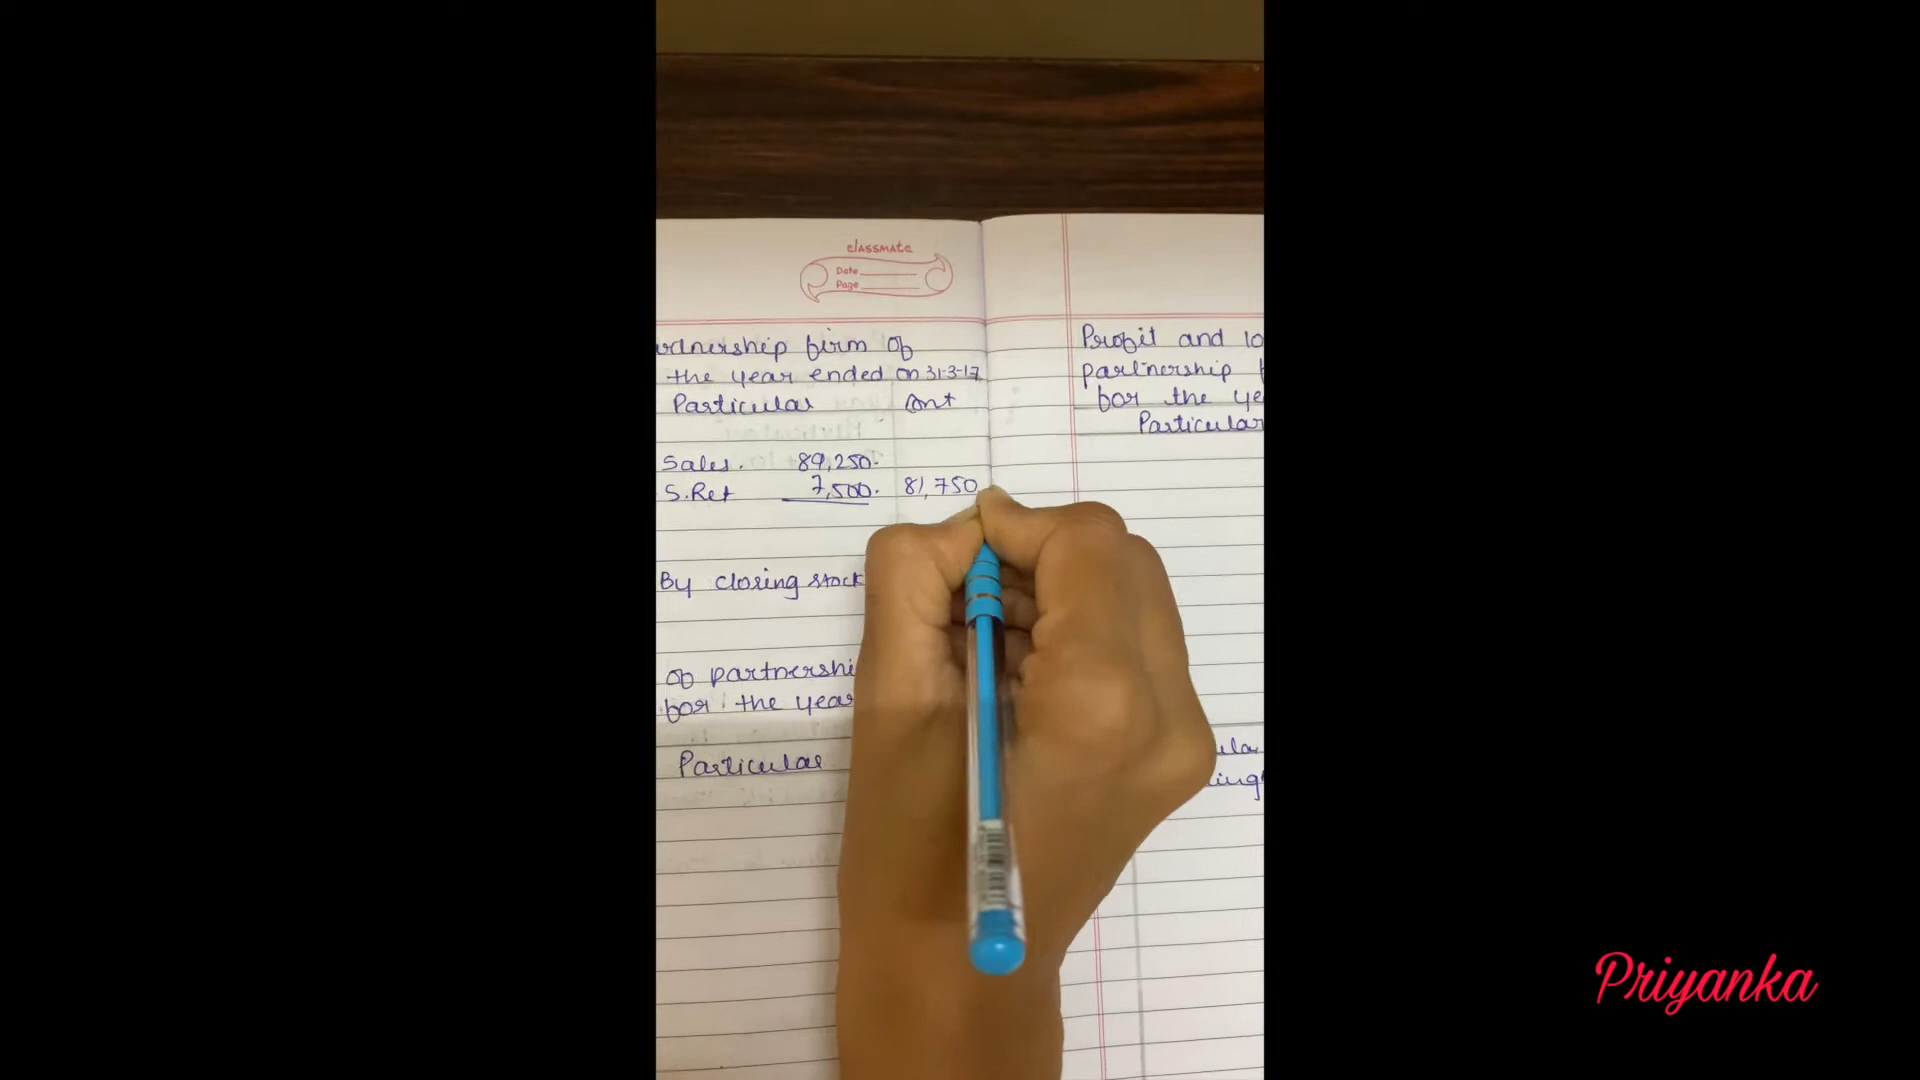 classmate
Date
Page
rtnership firm of
the year ended on 31-3-17
Particular Amt
Sales. 89,250.
S.Ret 7,500. 81,750
By closing stock
of partnershi
for the year
Particular
Profit and lo
partnership
for the ye
Particular
ular
Priyanka